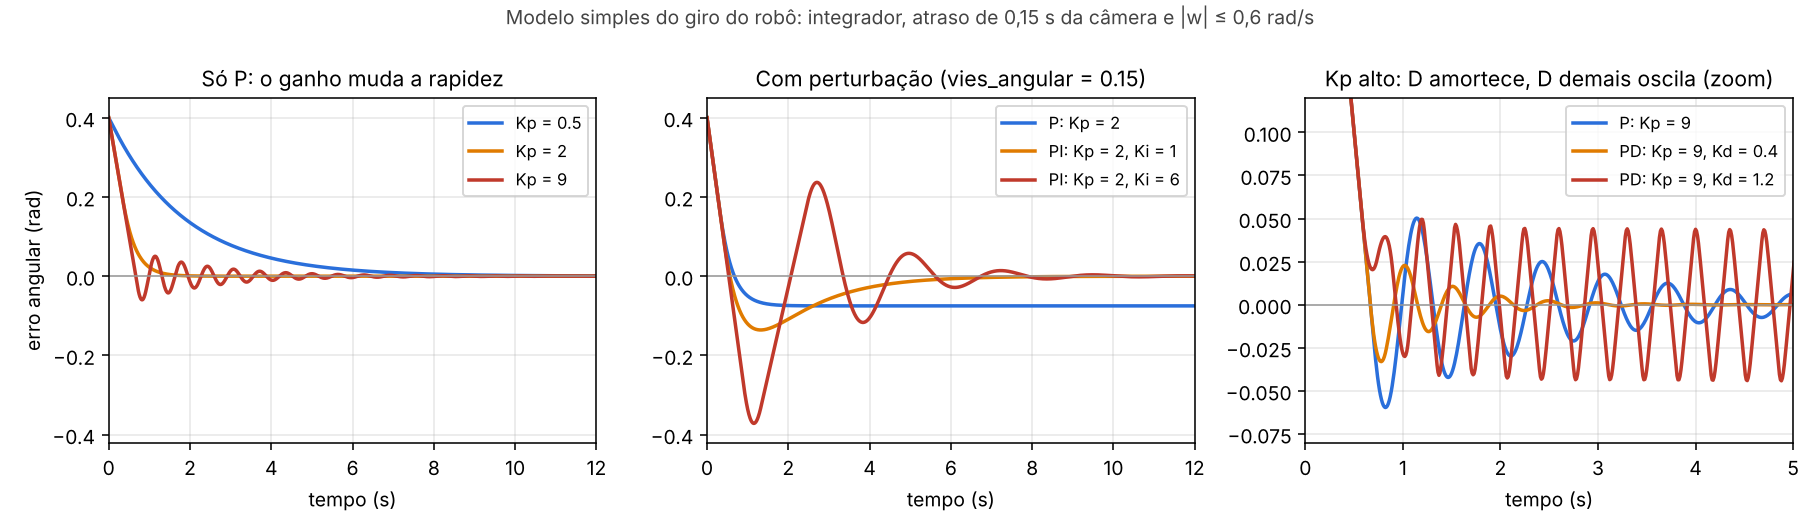 Modelo simples do giro do robô: integrador, atraso de 0,15 s da câmera e |w| ≤ 0,6 rad/s
Só P: o ganho muda a rapidez
Kp = 0.5
Kp = 2
Kp = 9
0.4
0.2
0.0
−0.2
−0.4
erro angular (rad)
0 2 4 6 8 10 12
tempo (s)
Com perturbação (vies_angular = 0.15)
P: Kp = 2
PI: Kp = 2, Ki = 1
PI: Kp = 2, Ki = 6
0.4
0.2
0.0
−0.2
−0.4
0 2 4 6 8 10 12
tempo (s)
Kp alto: D amortece, D demais oscila (zoom)
P: Kp = 9
PD: Kp = 9, Kd = 0.4
PD: Kp = 9, Kd = 1.2
0.100
0.075
0.050
0.025
0.000
−0.025
−0.050
−0.075
0 1 2 3 4 5
tempo (s)